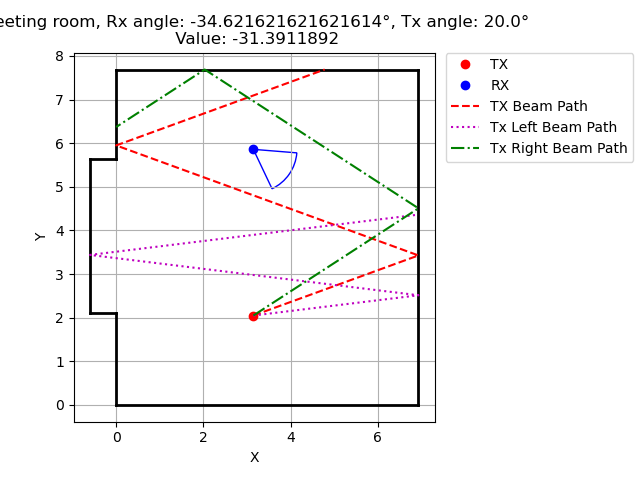 eeting room, Rx angle: -34.621621621621614°, Tx angle: 20.0°
Value: -31.3911892
8
7
6
5
4
3
2
1
0
Y
0 2 4 6
X
TX
RX
TX Beam Path
Tx Left Beam Path
Tx Right Beam Path